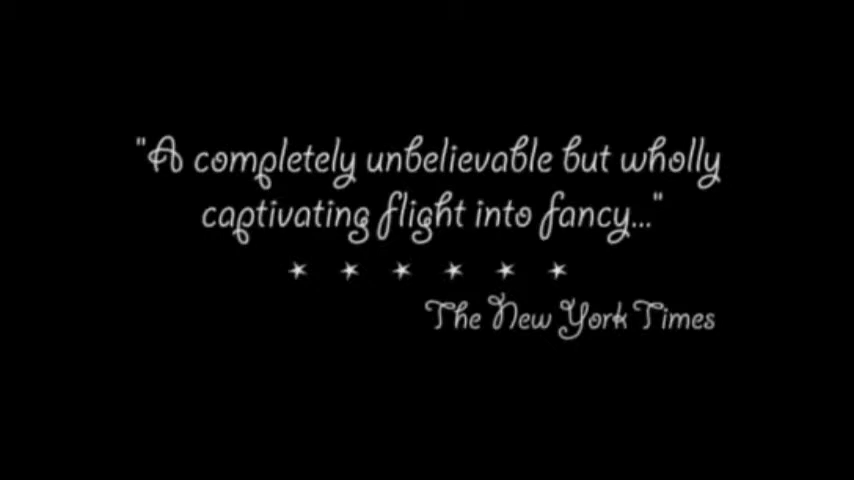 "A completely unbelievable but wholly
captivating flight into fancy..."
★ ★ ★ ★ ★ ★
The New York Times